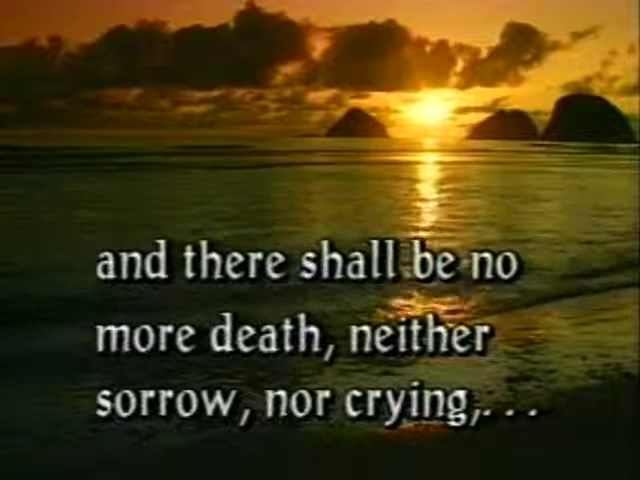 and there shall be no
more death, neither
sorrow, nor crying,. . .